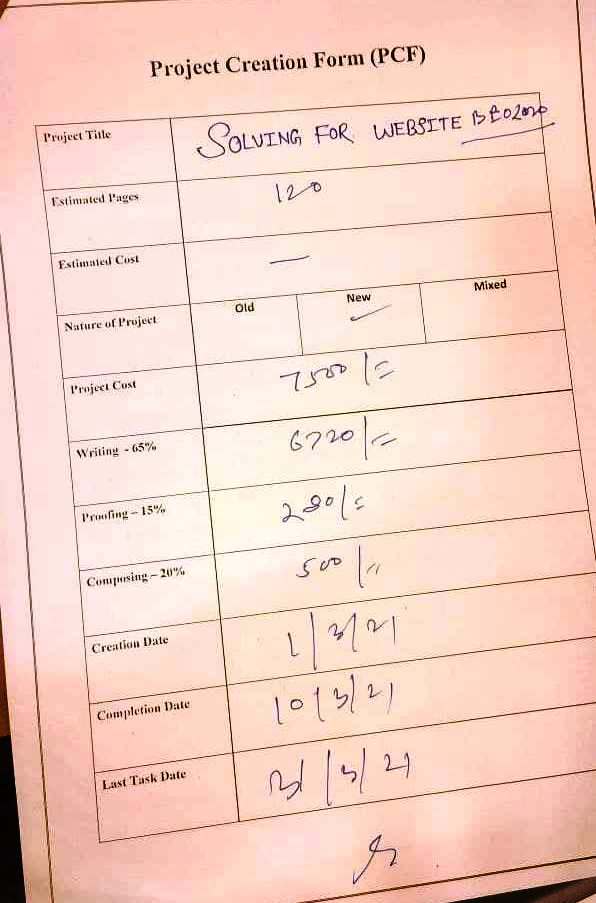 Project Creation Form (PCF)
Project Title SOLVING FOR WEBSITE
Estimated Pages 120
Estimated Cost —
Nature of Project Old New ✓ Mixed
Project Cost 7500/=
Writing - 65% 6720/=
Proofing – 15% 280/=
Composing – 20% 500/=
Creation Date 1/3/21
Completion Date 10/3/21
Last Task Date /3/21